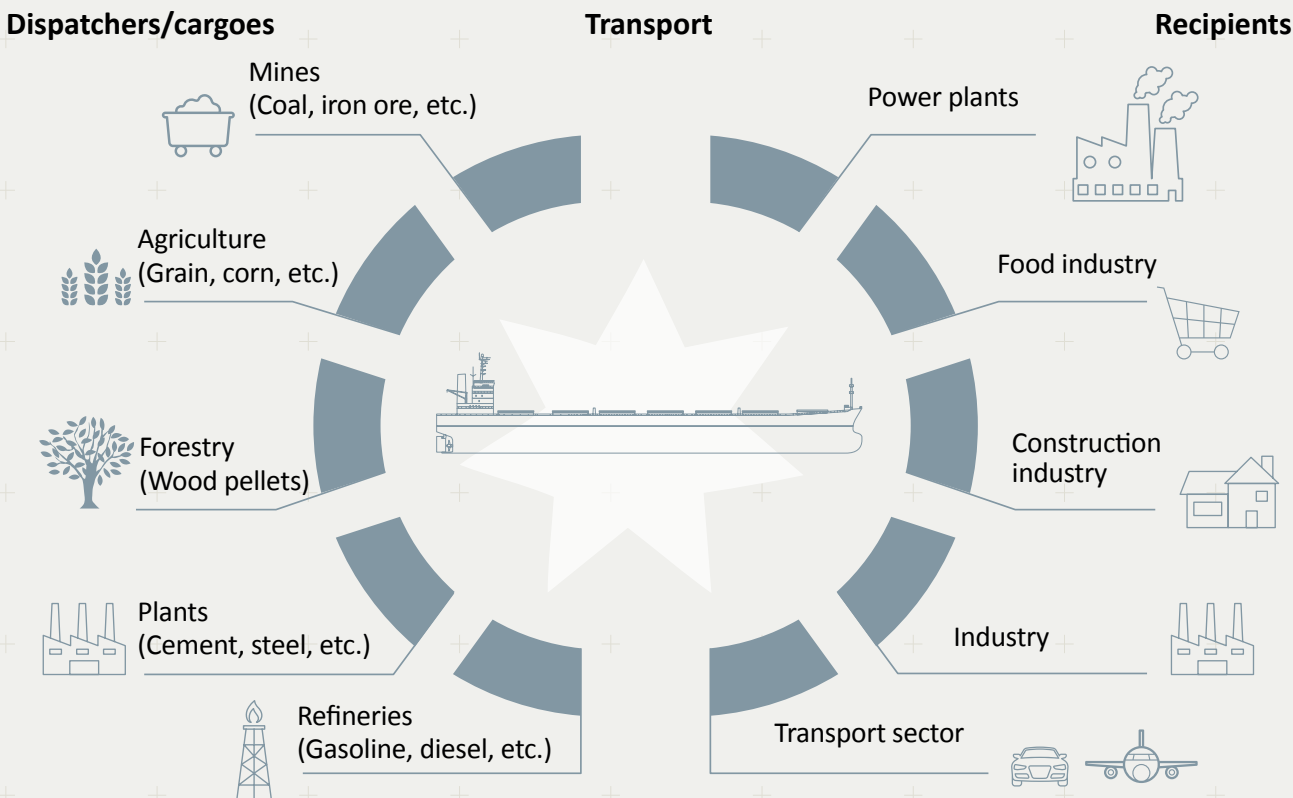 Dispatchers/cargoes
Transport
Recipients
Mines
(Coal, iron ore, etc.)
Agriculture
(Grain, corn, etc.)
Forestry
(Wood pellets)
Plants
(Cement, steel, etc.)
Refineries
(Gasoline, diesel, etc.)
Power plants
Food industry
Construction
industry
Industry
Transport sector